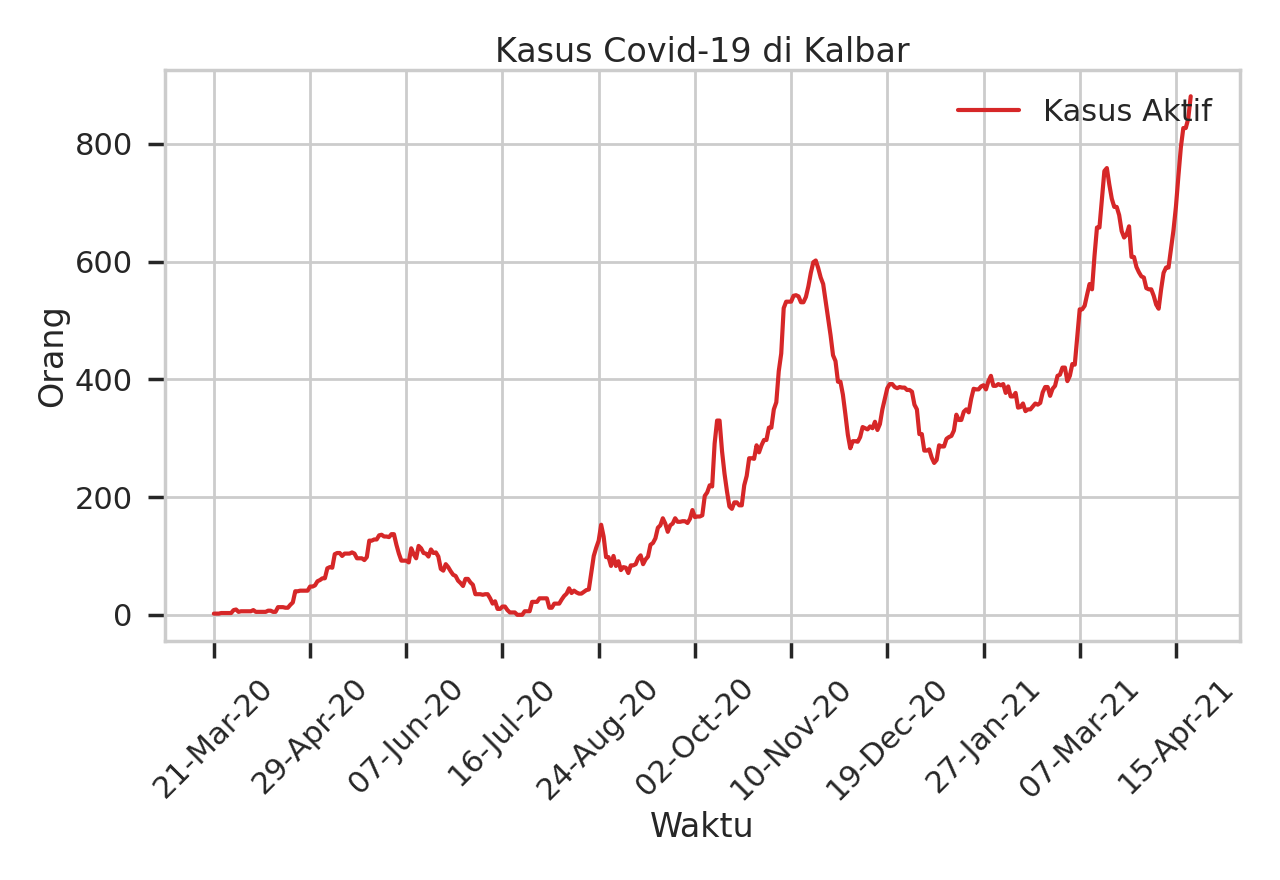 Kasus Covid-19 di Kalbar
Kasus Aktif
Orang
800
600
400
200
0
21-Mar-20
29-Apr-20
07-Jun-20
16-Jul-20
24-Aug-20
02-Oct-20
10-Nov-20
19-Dec-20
27-Jan-21
07-Mar-21
15-Apr-21
Waktu